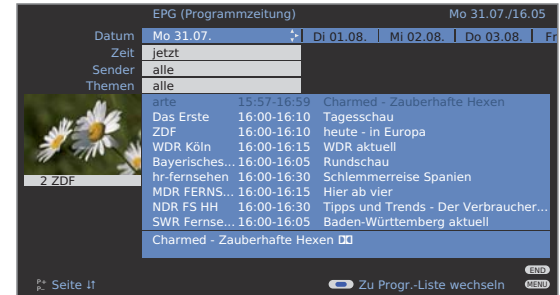 EPG (Programmzeitung) Mo 31.07./16.05
Datum Mo 31.07. Di 01.08. Mi 02.08. Do 03.08. Fr
Zeit jetzt
Sender alle
Themen alle
arte 15:57-16:59 Charmed - Zauberhafte Hexen
Das Erste 16:00-16:10 Tagesschau
ZDF 16:00-16:10 heute - in Europa
WDR Köln 16:00-16:15 WDR aktuell
Bayerisches... 16:00-16:05 Rundschau
hr-fernsehen 16:00-16:30 Schlemmerreise Spanien
2 ZDF
MDR FERNS... 16:00-16:15 Hier ab vier
NDR FS HH 16:00-16:30 Tipps und Trends - Der Verbraucher...
SWR Fernse... 16:00-16:05 Baden-Württemberg aktuell
Charmed - Zauberhafte Hexen
END
P+ P- Seite Zu Progr.-Liste wechseln MENU